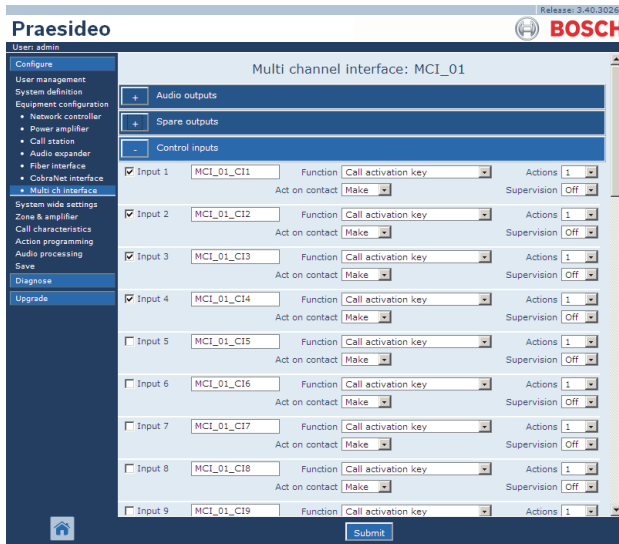 Release: 3.40.3026
Praesideo
BOSCH
User: admin
Configure
User management
System definition
Equipment configuration
• Network controller
• Power amplifier
• Call station
• Audio expander
• Fiber interface
• CobraNet interface
• Multi ch interface
System wide settings
Zone & amplifier
Call characteristics
Action programming
Audio processing
Save
Diagnose
Upgrade
Multi channel interface: MCI_01
+ Audio outputs
+ Spare outputs
- Control inputs
Input 1 MCI_01_CI1 Function Call activation key Actions 1
Act on contact Make Supervision Off
Input 2 MCI_01_CI2 Function Call activation key Actions 1
Act on contact Make Supervision Off
Input 3 MCI_01_CI3 Function Call activation key Actions 1
Act on contact Make Supervision Off
Input 4 MCI_01_CI4 Function Call activation key Actions 1
Act on contact Make Supervision Off
Input 5 MCI_01_CI5 Function Call activation key Actions 1
Act on contact Make Supervision Off
Input 6 MCI_01_CI6 Function Call activation key Actions 1
Act on contact Make Supervision Off
Input 7 MCI_01_CI7 Function Call activation key Actions 1
Act on contact Make Supervision Off
Input 8 MCI_01_CI8 Function Call activation key Actions 1
Act on contact Make Supervision Off
Input 9 MCI_01_CI9 Function Call activation key Actions 1
Submit